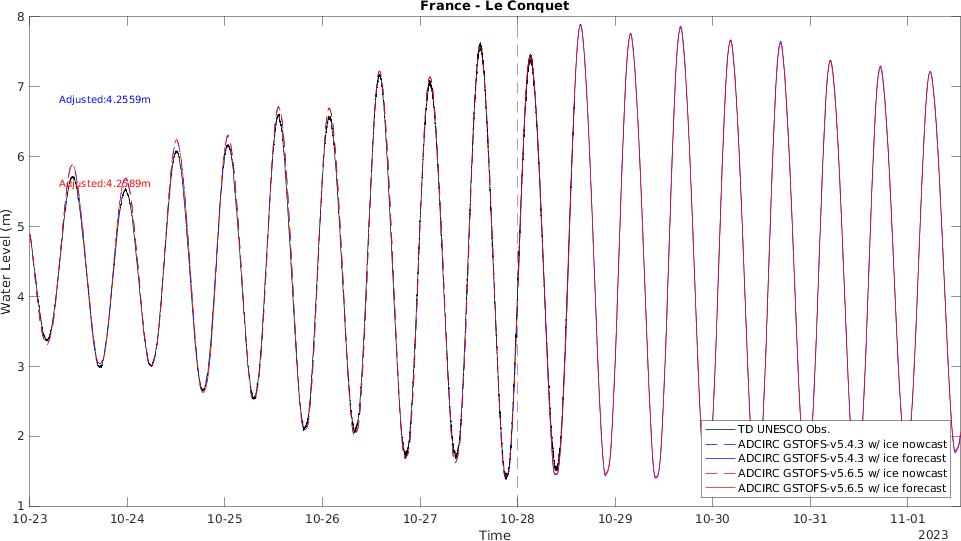 France - Le Conquet
8
7
6
5
4
3
2
1
Water Level (m)
Adjusted:4.2559m
Adjusted:4.2589m
TD UNESCO Obs.
ADCIRC GSTOFS-v5.4.3 w/ ice nowcast
ADCIRC GSTOFS-v5.4.3 w/ ice forecast
ADCIRC GSTOFS-v5.6.5 w/ ice nowcast
ADCIRC GSTOFS-v5.6.5 w/ ice forecast
10-23 10-24 10-25 10-26 10-27 10-28 10-29 10-30 10-31 11-01
2023
Time